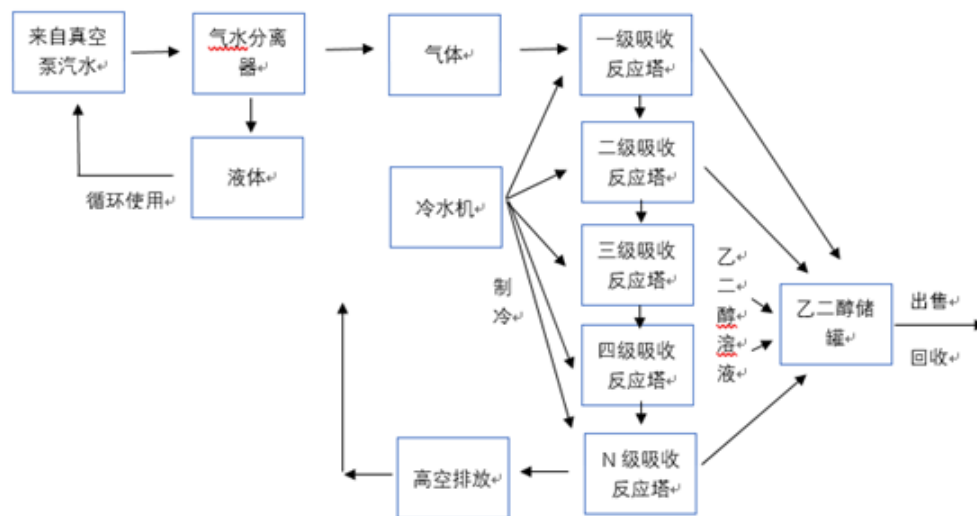 来自真空
泵汽水
气水分离
器
气体
一级吸收
反应塔
液体
循环使用
冷水机
二级吸收
反应塔
三级吸收
反应塔
制
冷
四级吸收
反应塔
乙
二
醇
溶
液
乙二醇储
罐
出售
回收
高空排放
N 级吸收
反应塔